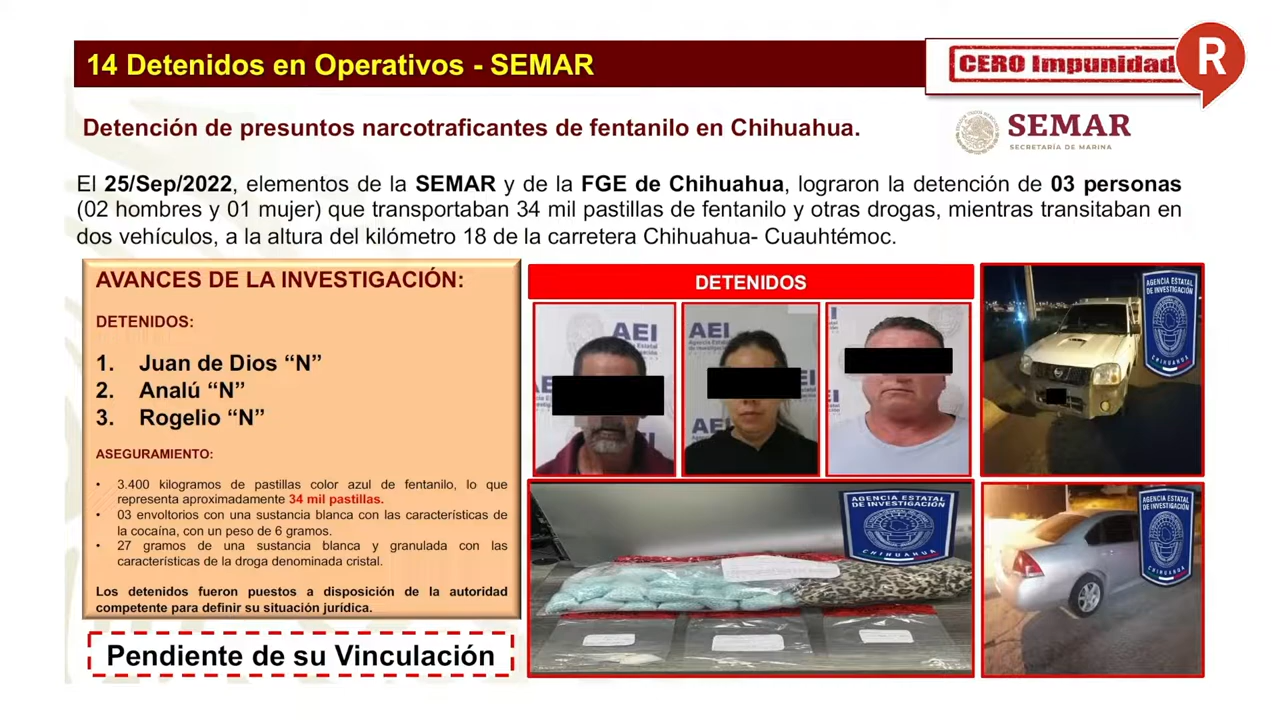 14 Detenidos en Operativos - SEMAR
CERO Impunidad
R
Detención de presuntos narcotraficantes de fentanilo en Chihuahua.
SEMAR
SECRETARÍA DE MARINA
El 25/Sep/2022, elementos de la SEMAR y de la FGE de Chihuahua, lograron la detención de 03 personas
(02 hombres y 01 mujer) que transportaban 34 mil pastillas de fentanilo y otras drogas, mientras transitaban en
dos vehículos, a la altura del kilómetro 18 de la carretera Chihuahua- Cuauhtémoc.
AVANCES DE LA INVESTIGACIÓN:
DETENIDOS:
1. Juan de Dios “N”
2. Analú “N”
3. Rogelio “N”
ASEGURAMIENTO:
• 3.400 kilogramos de pastillas color azul de fentanilo, lo que
representa aproximadamente 34 mil pastillas.
• 03 envoltorios con una sustancia blanca con las características de
la cocaína, con un peso de 6 gramos.
• 27 gramos de una sustancia blanca y granulada con las
características de la droga denominada cristal.
Los detenidos fueron puestos a disposición de la autoridad
competente para definir su situación jurídica.
Pendiente de su Vinculación
DETENIDOS
AEI
Agencia Estatal
AEI
Agencia Estatal
de Investigación
AEI
AGENCIA ESTATAL
DE INVESTIGACIÓN
CHIHUAHUA
AGENCIA ESTATAL
DE INVESTIGACIÓN
CHIHUAHUA
AGENCIA ESTATAL
DE INVESTIGACIÓN
CHIHUAHUA